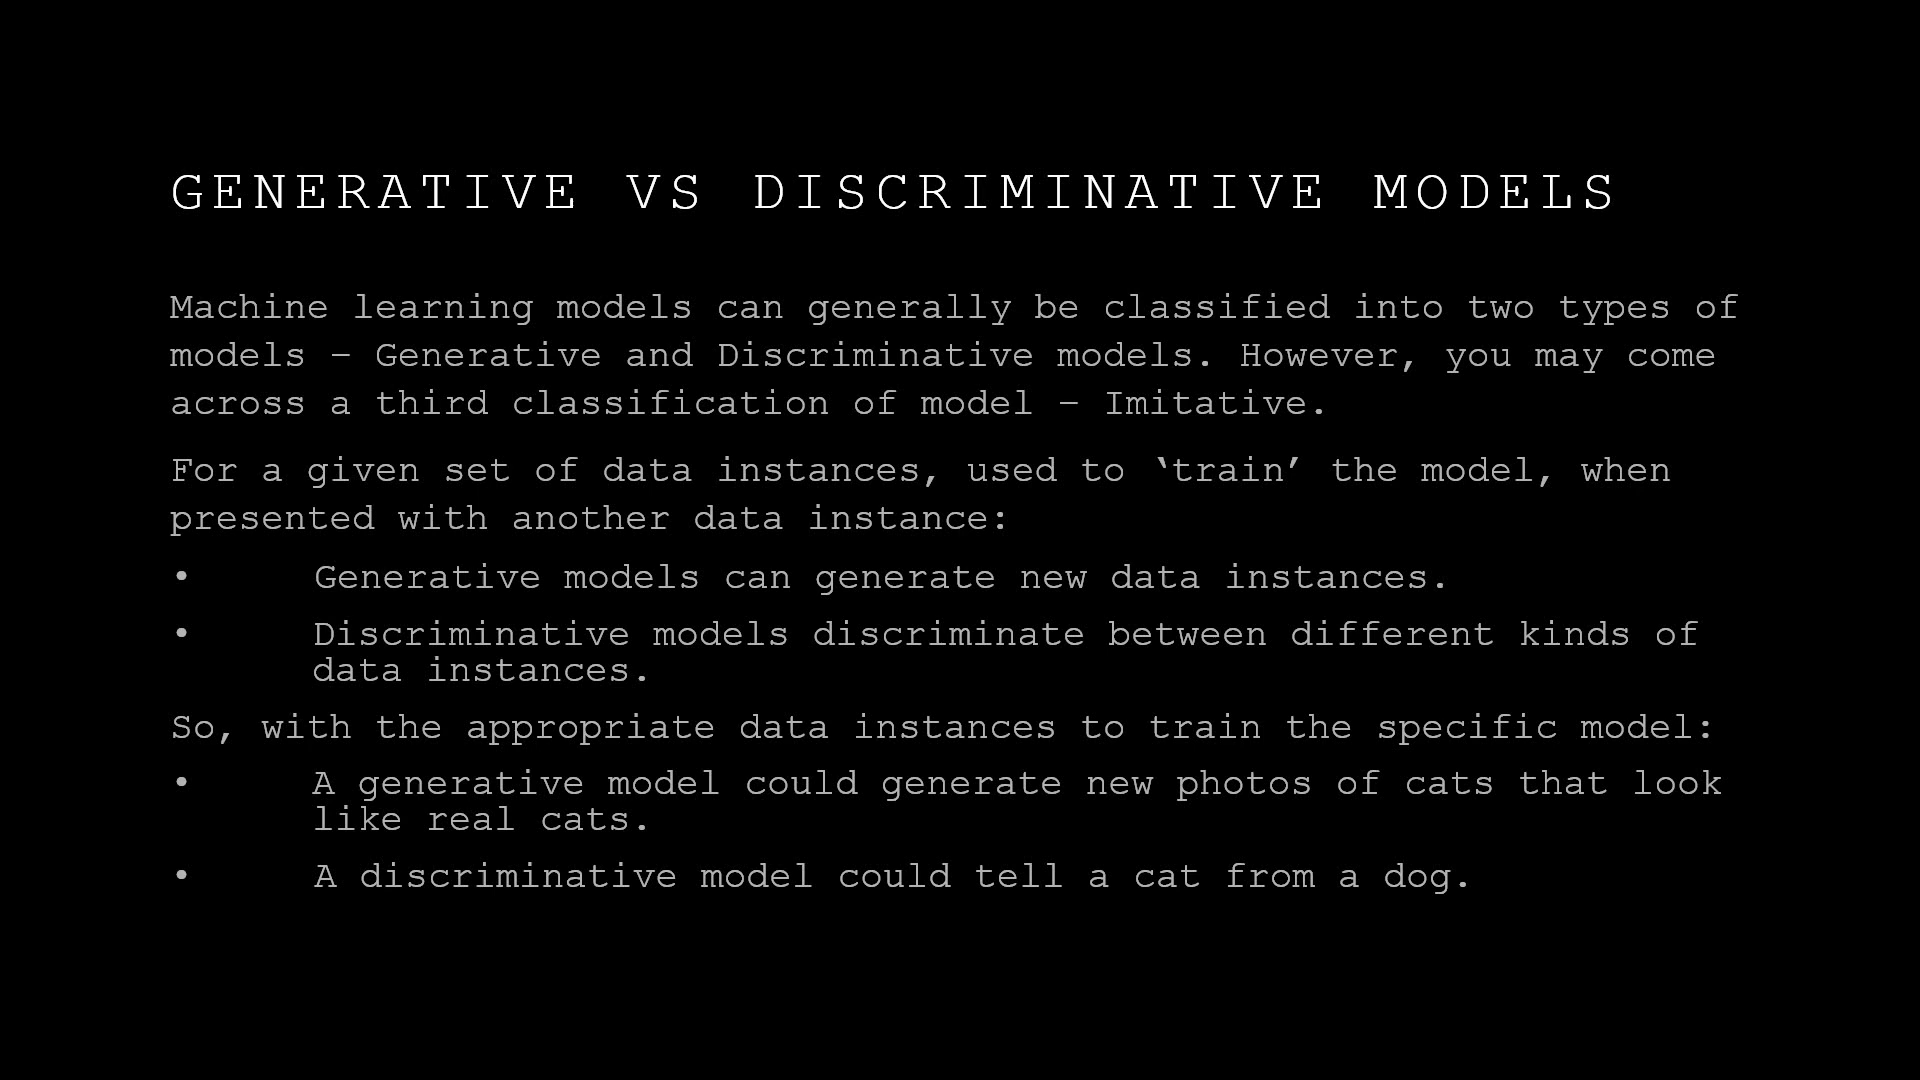 GENERATIVE VS DISCRIMINATIVE MODELS
Machine learning models can generally be classified into two types of
models – Generative and Discriminative models. However, you may come
across a third classification of model – Imitative.
For a given set of data instances, used to ‘train’ the model, when
presented with another data instance:
• Generative models can generate new data instances.
• Discriminative models discriminate between different kinds of
data instances.
So, with the appropriate data instances to train the specific model:
• A generative model could generate new photos of cats that look
like real cats.
• A discriminative model could tell a cat from a dog.